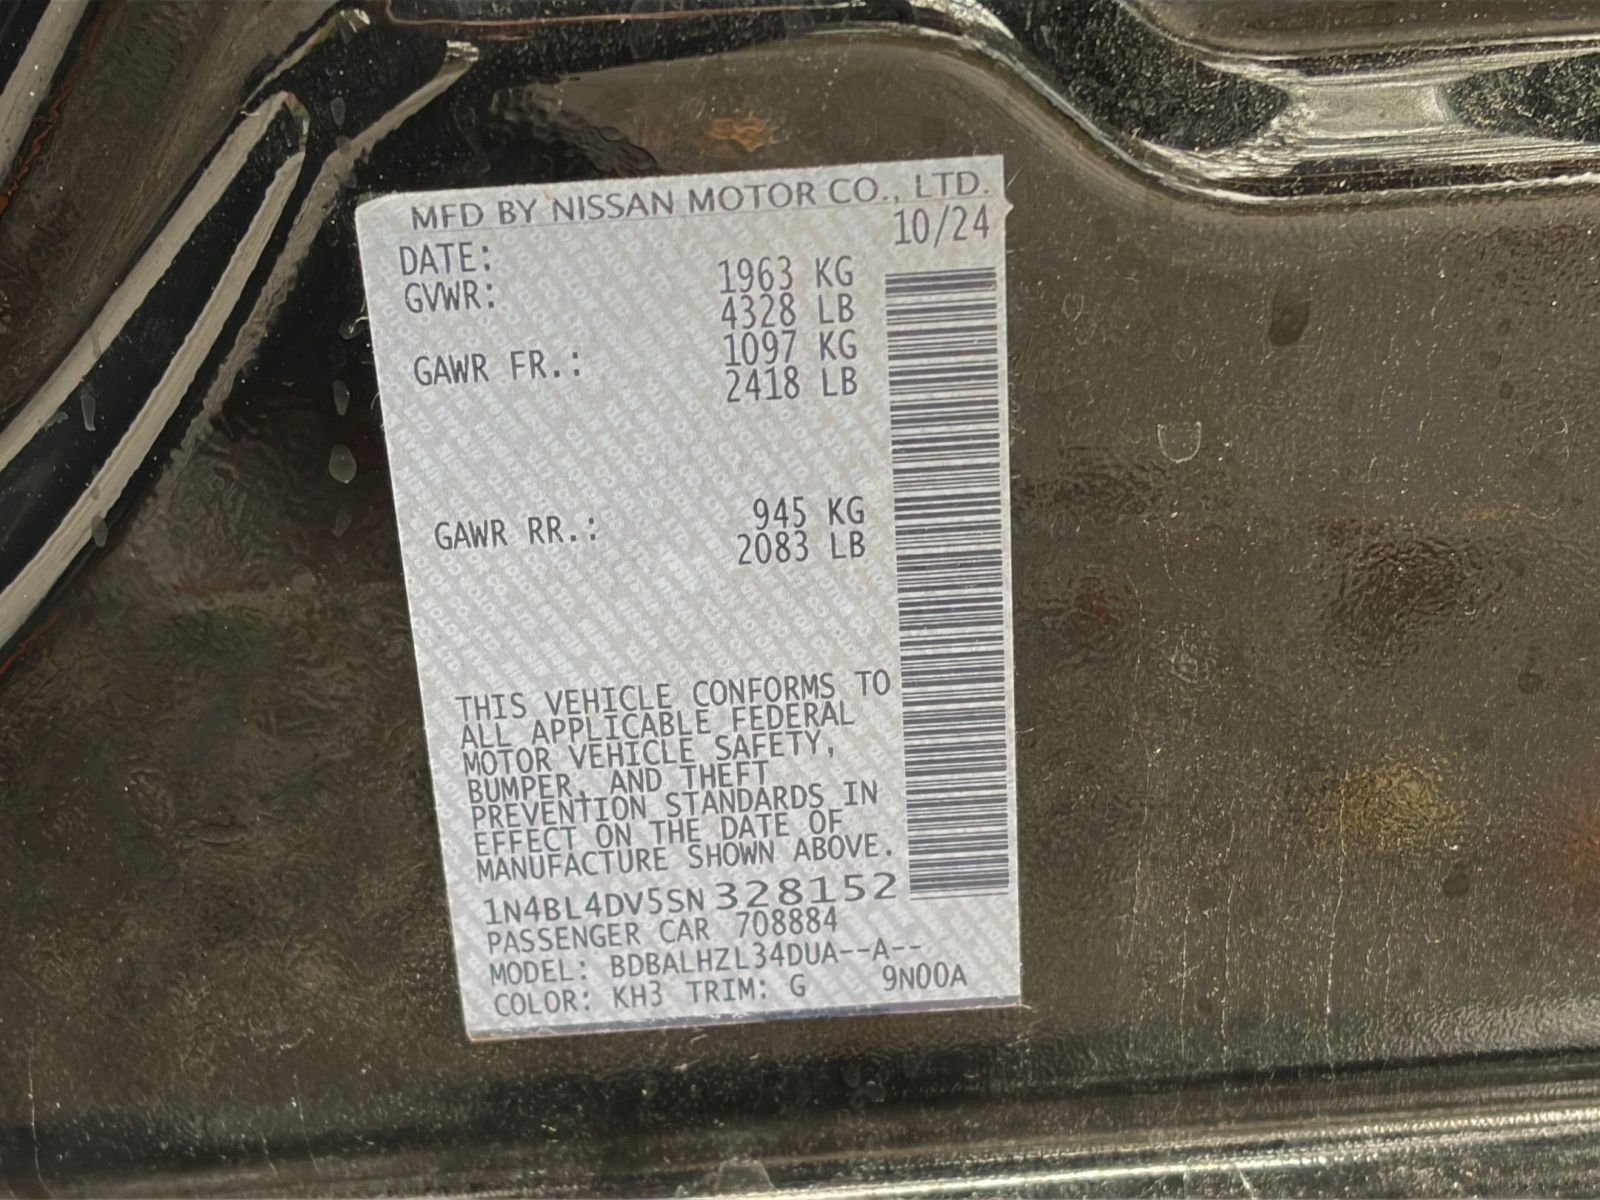 MFD BY NISSAN MOTOR CO., LTD.
DATE: 10/24
GVWR: 1963 KG
4328 LB
GAWR FR.: 1097 KG
2418 LB
GAWR RR.: 945 KG
2083 LB
THIS VEHICLE CONFORMS TO
ALL APPLICABLE FEDERAL
MOTOR VEHICLE SAFETY,
BUMPER, AND THEFT
PREVENTION STANDARDS IN
EFFECT ON THE DATE OF
MANUFACTURE SHOWN ABOVE.
1N4BL4DV5SN328152
PASSENGER CAR 708884
MODEL: BDBALHZL34DUA--A--
COLOR: KH3 TRIM: G 9N00A